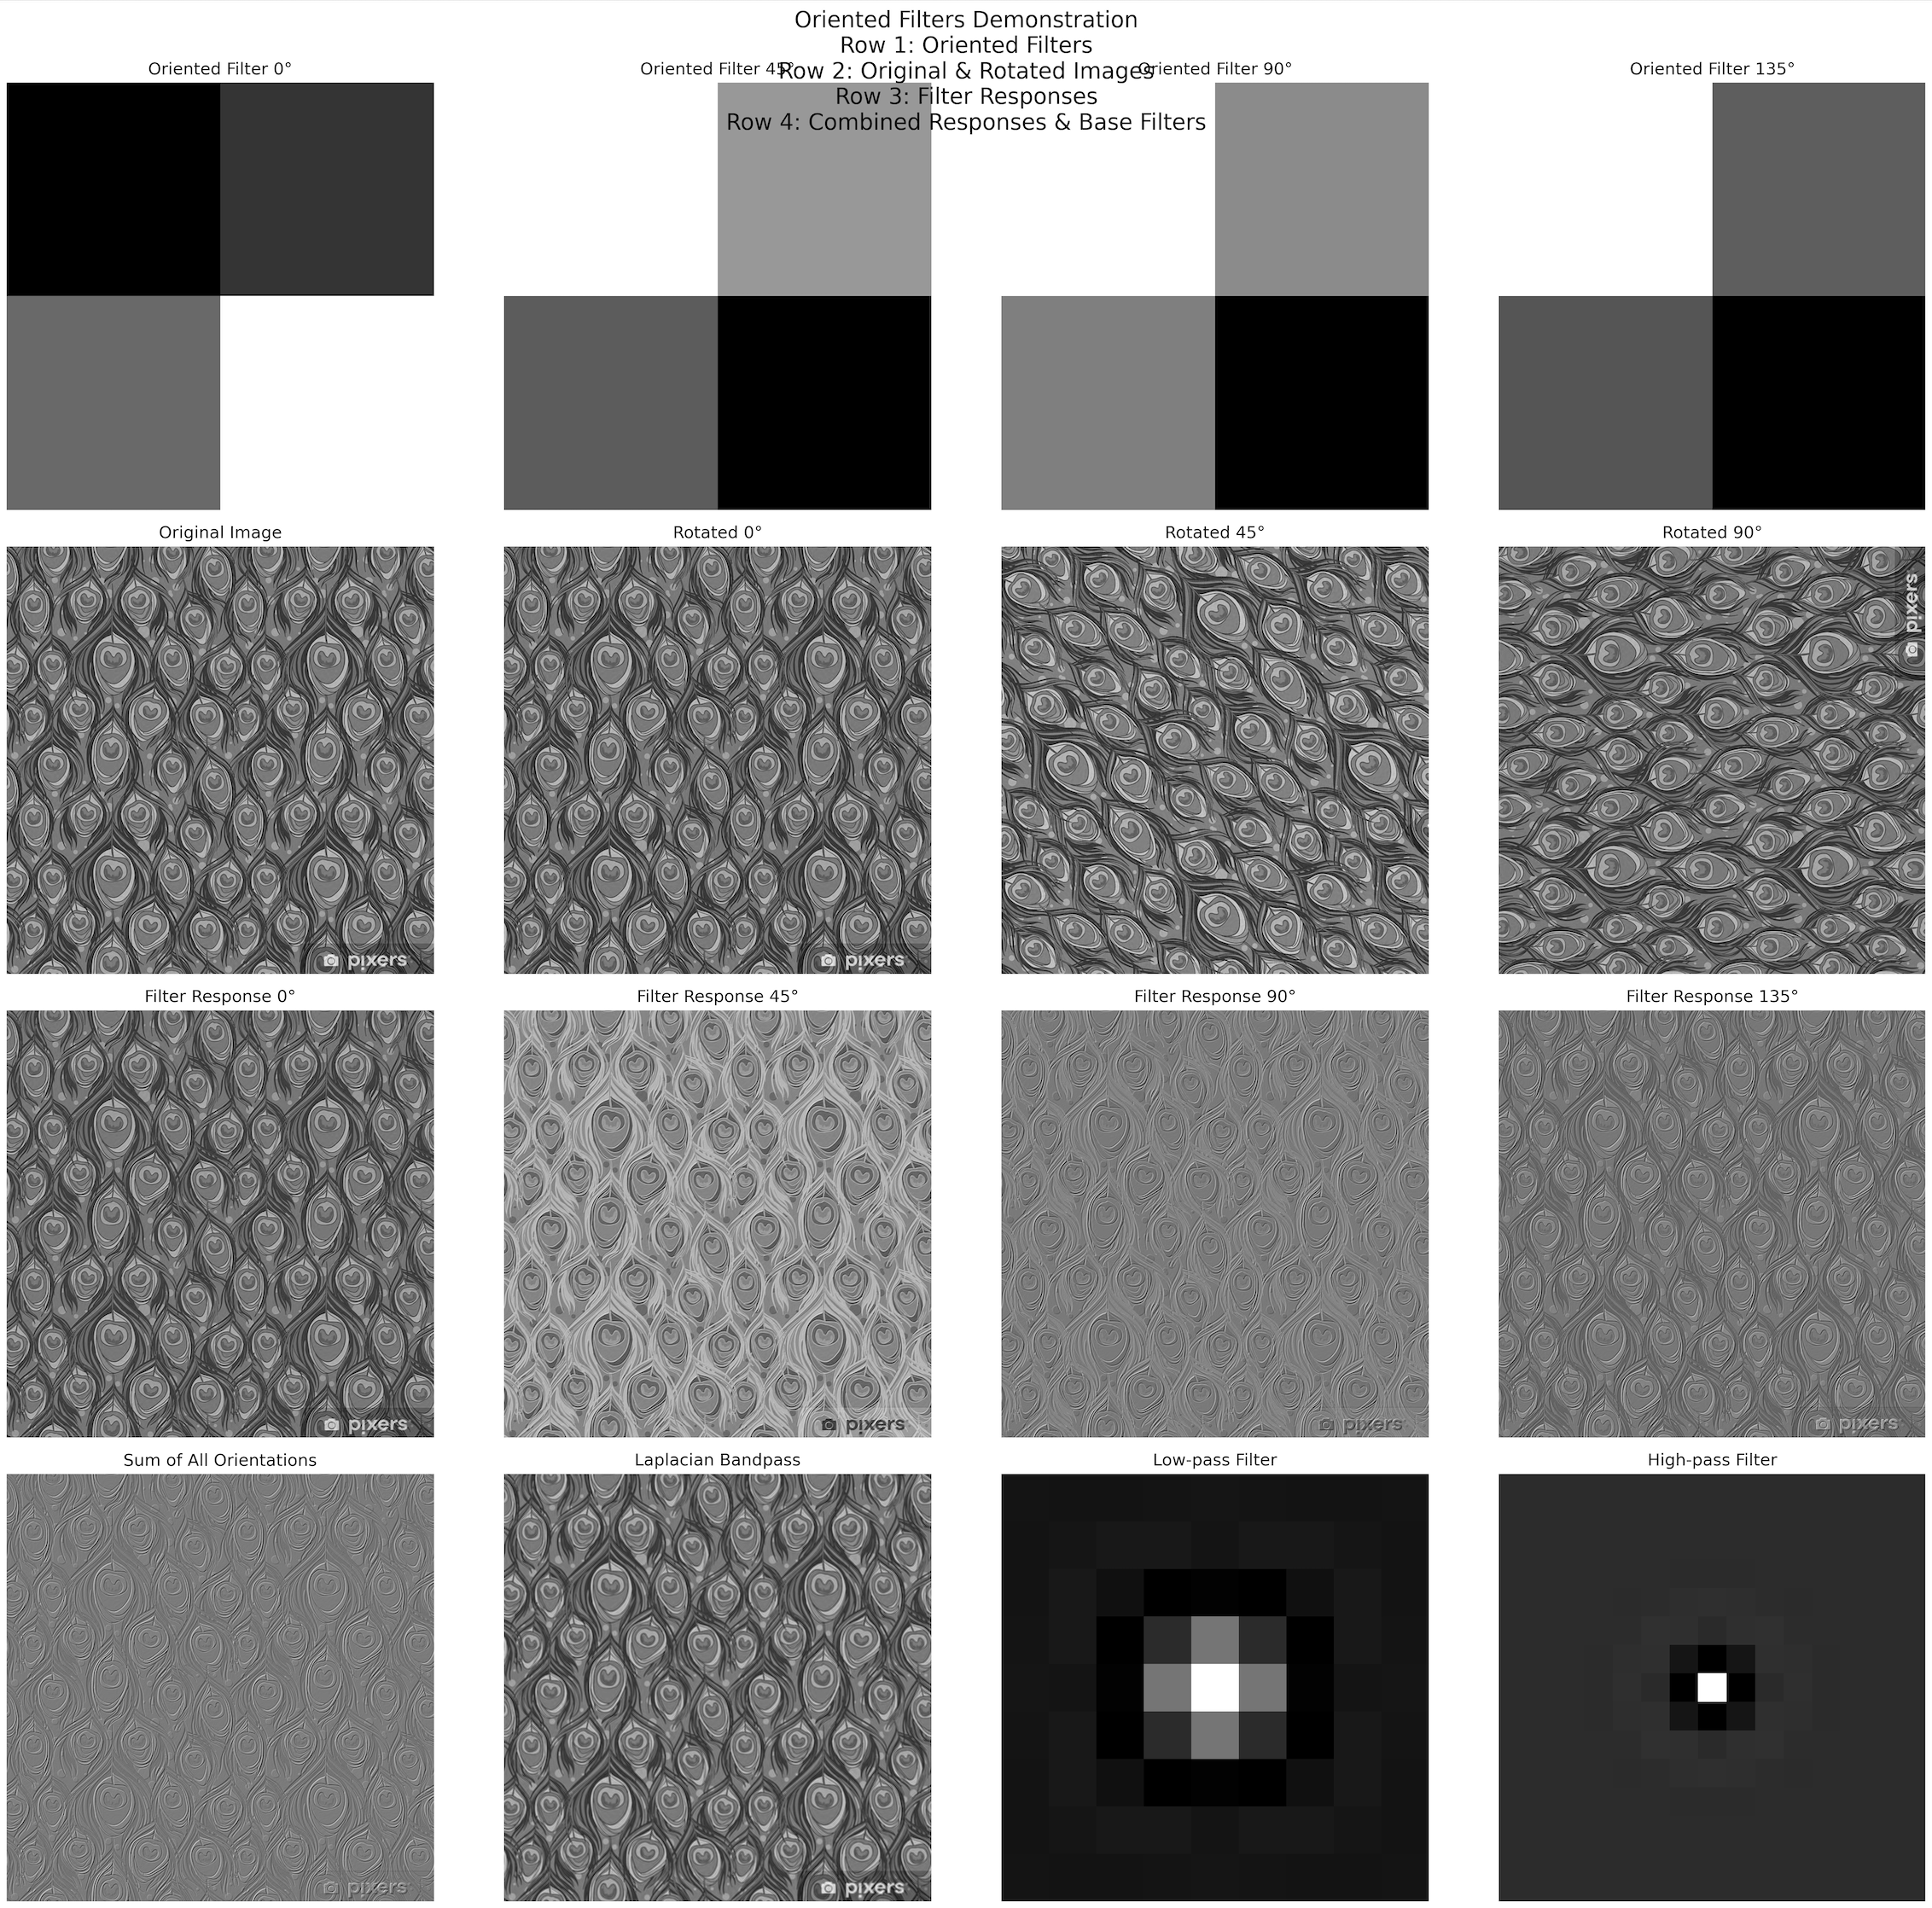 Oriented Filters Demonstration
Row 1: Oriented Filters
Row 2: Original & Rotated Images
Row 3: Filter Responses
Row 4: Combined Responses & Base Filters
Oriented Filter 0°
Oriented Filter 45°
Oriented Filter 90°
Oriented Filter 135°
Original Image
Rotated 0°
Rotated 45°
Rotated 90°
pixers
pixers
pixers
Filter Response 0°
Filter Response 45°
Filter Response 90°
Filter Response 135°
pixers
pixers
pixers
pixers
Sum of All Orientations
Laplacian Bandpass
Low-pass Filter
High-pass Filter
pixers
pixers